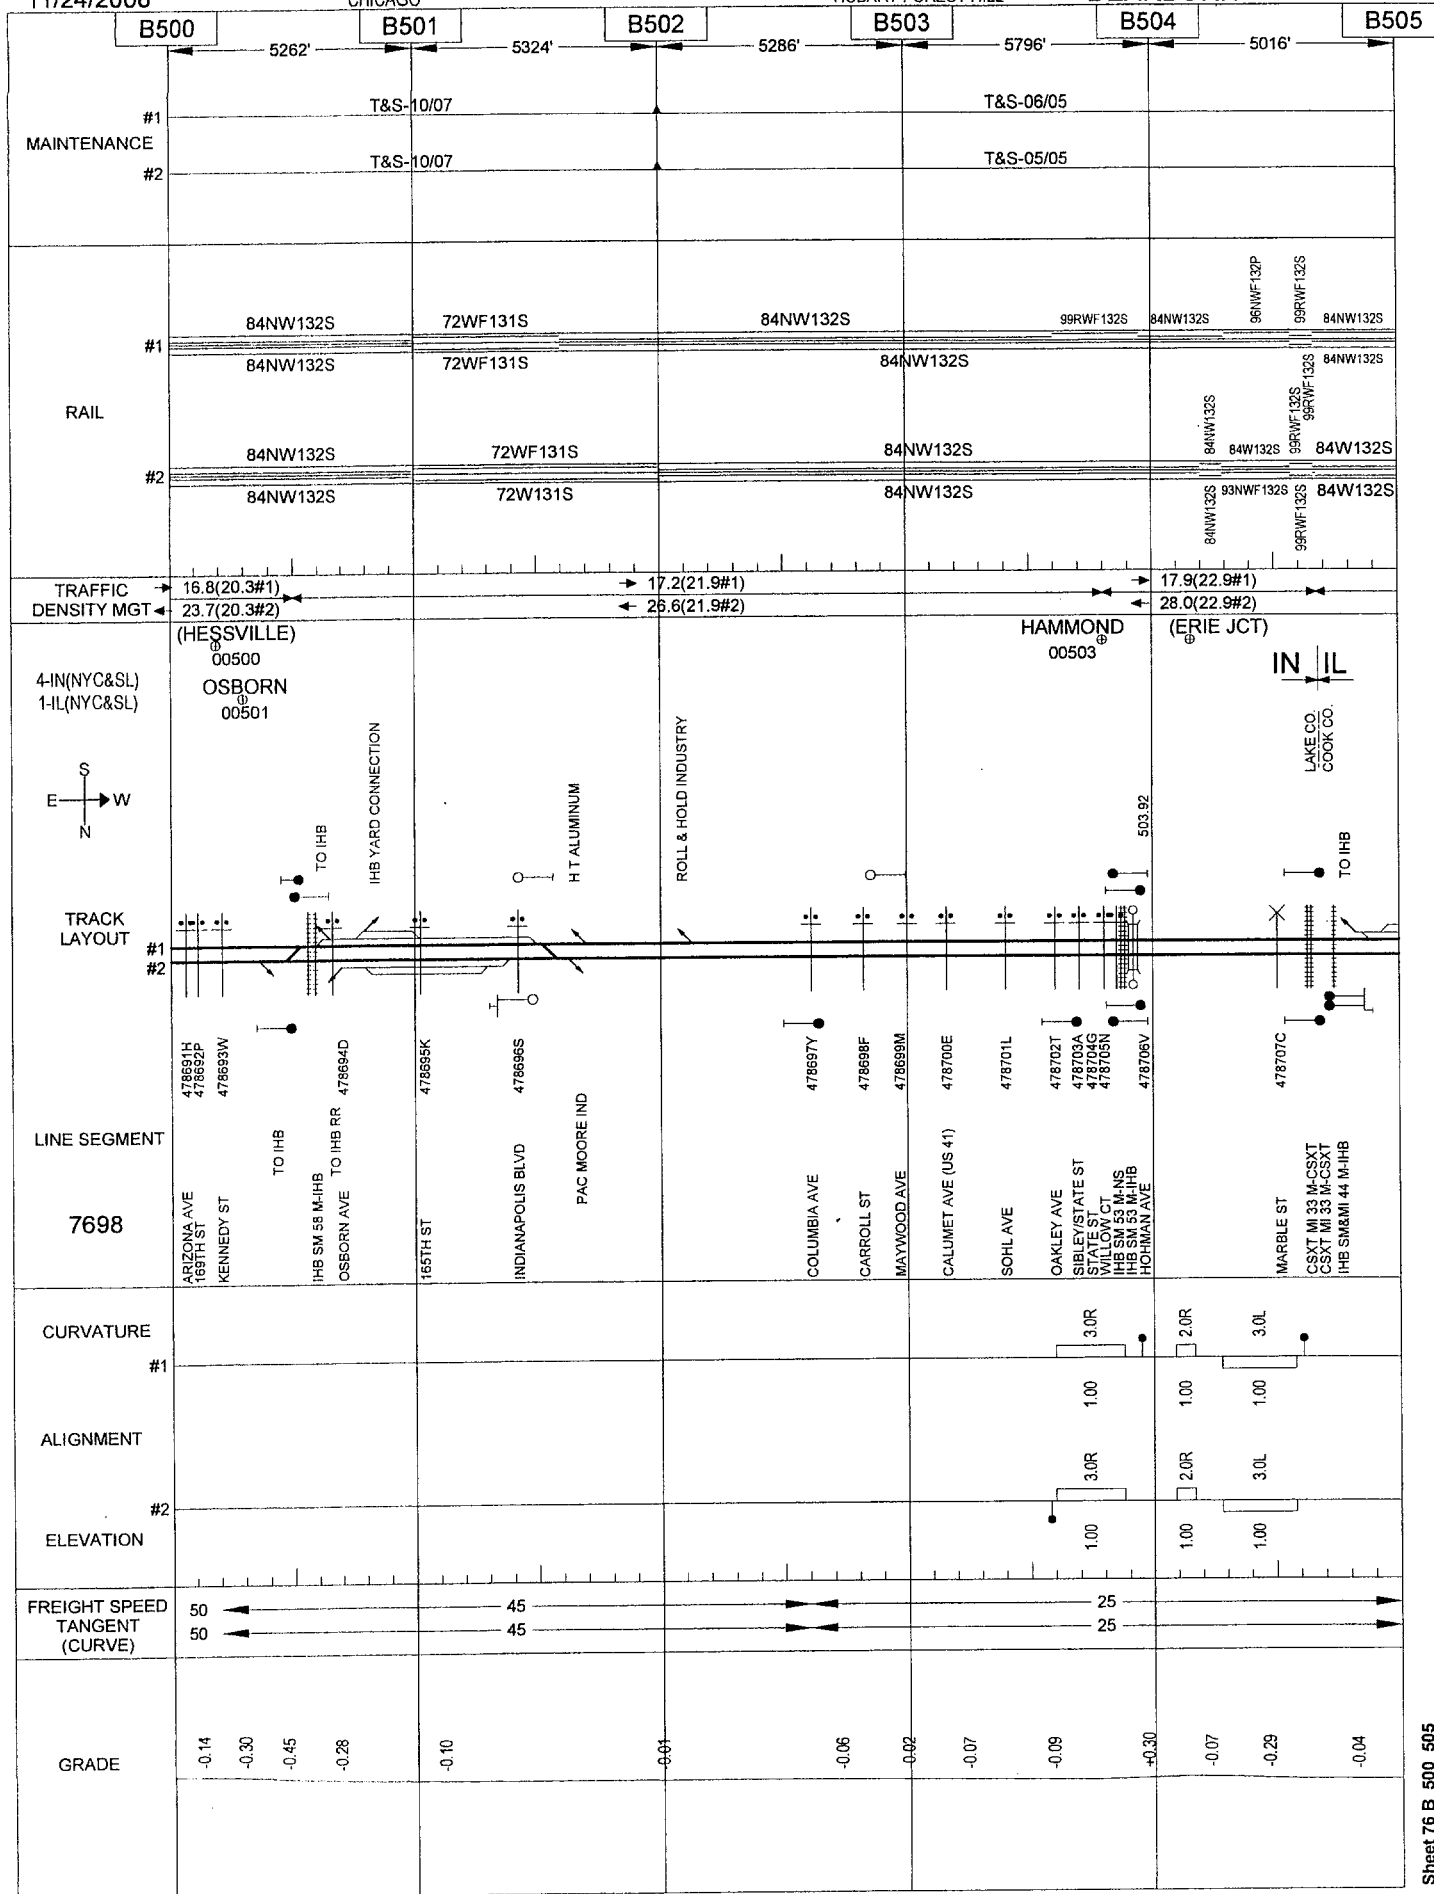 11/24/2008
CHICAGO
B500 B501 B502 B503 B504 B505
5262' 5324' 5286' 5796' 5016'
MAINTENANCE
#1
T&S-10/07 T&S-06/05
#2
T&S-10/07 T&S-05/05
RAIL
96NWF132P 99RWF132S
84NW132S 72WF131S 84NW132S 99RWF132S 84NW132S 84NW132S
#1
84NW132S 72WF131S 84NW132S 84NW132S
84NW132S 99RWF132S 99RWF132S
84NW132S 72WF131S 84NW132S 84W132S 84W132S
#2
84NW132S 72W131S 84NW132S 93NWF132S 84W132S
84NW132S 99RWF132S
TRAFFIC
DENSITY MGT
16.8(20.3#1) 17.2(21.9#1) 17.9(22.9#1)
23.7(20.3#2) 26.6(21.9#2) 28.0(22.9#2)
(HESSVILLE) HAMMOND (ERIE JCT)
00500 00503
OSBORN
00501
IN IL
4-IN(NYC&SL)
1-IL(NYC&SL)
LAKE CO.
COOK CO.
S
E W
N
TO IHB
IHB YARD CONNECTION
H T ALUMINUM
ROLL & HOLD INDUSTRY
503.92
TO IHB
TRACK
LAYOUT
#1
#2
478691H
478692P
478693W
478694D
478695K
478696S
478697Y
478698F
478699M
478700E
478701L
478702T
478703A
478704G
478705N
478706V
478707C
LINE SEGMENT
7698
TO IHB
TO IHB RR
PAC MOORE IND
ARIZONA AVE
169TH ST
KENNEDY ST
IHB SM 58 M-IHB
OSBORN AVE
165TH ST
INDIANAPOLIS BLVD
COLUMBIA AVE
CARROLL ST
MAYWOOD AVE
CALUMET AVE (US 41)
SOHL AVE
OAKLEY AVE
SIBLEY/STATE ST
STATE ST
WILLOW CT
IHB SM 53 M-NS
IHB SM 53 M-IHB
HOHMAN AVE
MARBLE ST
CSXT MI 33 M-CSXT
CSXT MI 33 M-CSXT
IHB SM&MI 44 M-IHB
CURVATURE
3.0R 2.0R 3.0L
#1
1.00 1.00 1.00
ALIGNMENT
3.0R 2.0R 3.0L
#2
1.00 1.00 1.00
ELEVATION
FREIGHT SPEED
TANGENT
(CURVE)
50 45 25
50 45 25
GRADE
-0.14 -0.30 -0.45 -0.28 -0.10 -0.01 -0.06 -0.02 -0.07 -0.09 +0.30 -0.07 -0.29 -0.04
Sheet 76 B 500 505